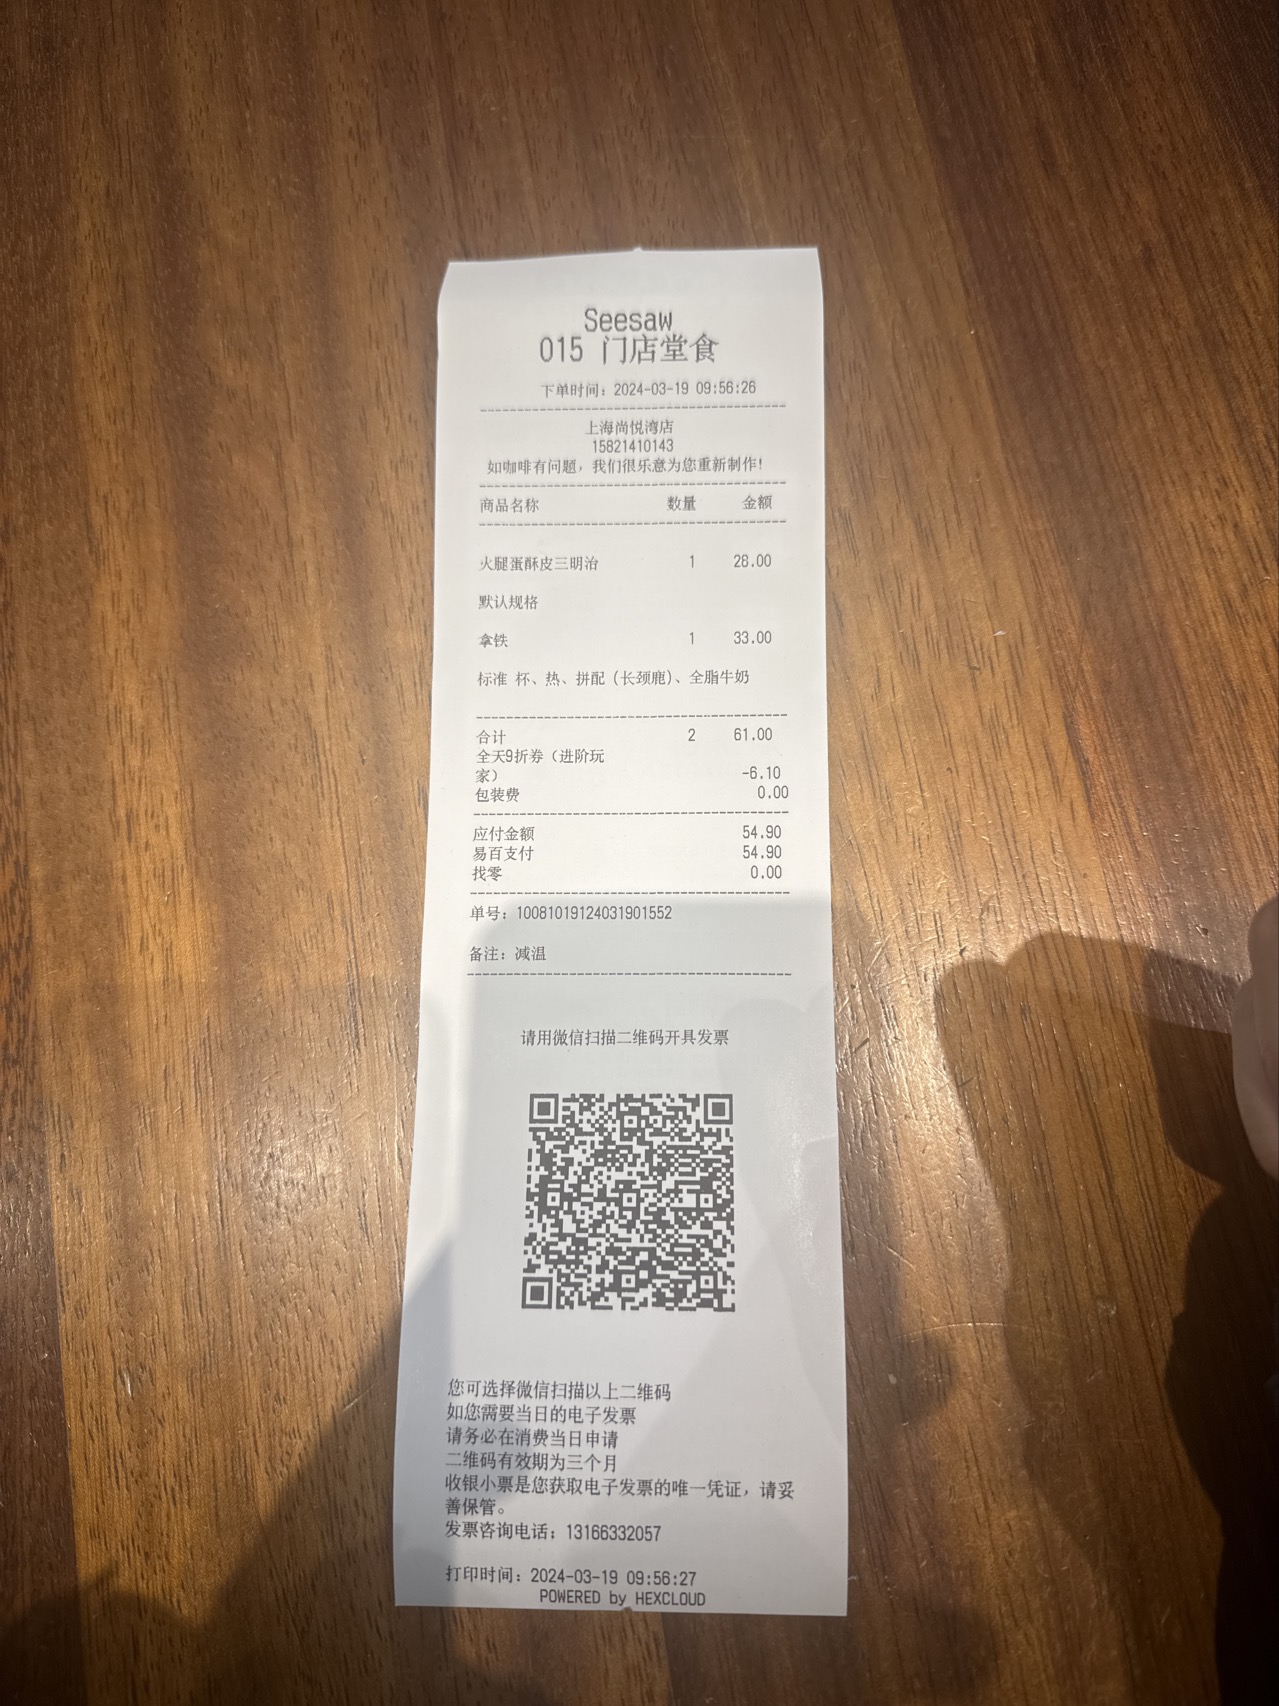 Seesaw
015 门店堂食
下单时间：2024-03-19 09:56:26
上海尚悦湾店
15821410143
如咖啡有问题，我们很乐意为您重新制作！
商品名称 数量 金额
火腿蛋酥皮三明治 1 28.00
默认规格
拿铁 1 33.00
标准 杯、热、拼配（长颈鹿）、全脂牛奶
合计 2 61.00
全天9折券（进阶玩
家） -6.10
包装费 0.00
应付金额 54.90
易百支付 54.90
找零 0.00
单号：10081019124031901552
备注：减温
请用微信扫描二维码开具发票
您可选择微信扫描以上二维码
如您需要当日的电子发票
请务必在消费当日申请
二维码有效期为三个月
收银小票是您获取电子发票的唯一凭证，请妥
善保管。
发票咨询电话：13166332057
打印时间：2024-03-19 09:56:27
POWERED by HEXCLOUD